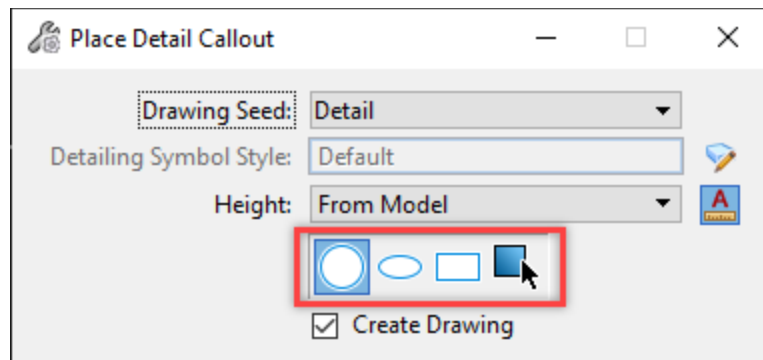 Place Detail Callout
Drawing Seed: Detail
Detailing Symbol Style: Default
Height: From Model
A
Create Drawing